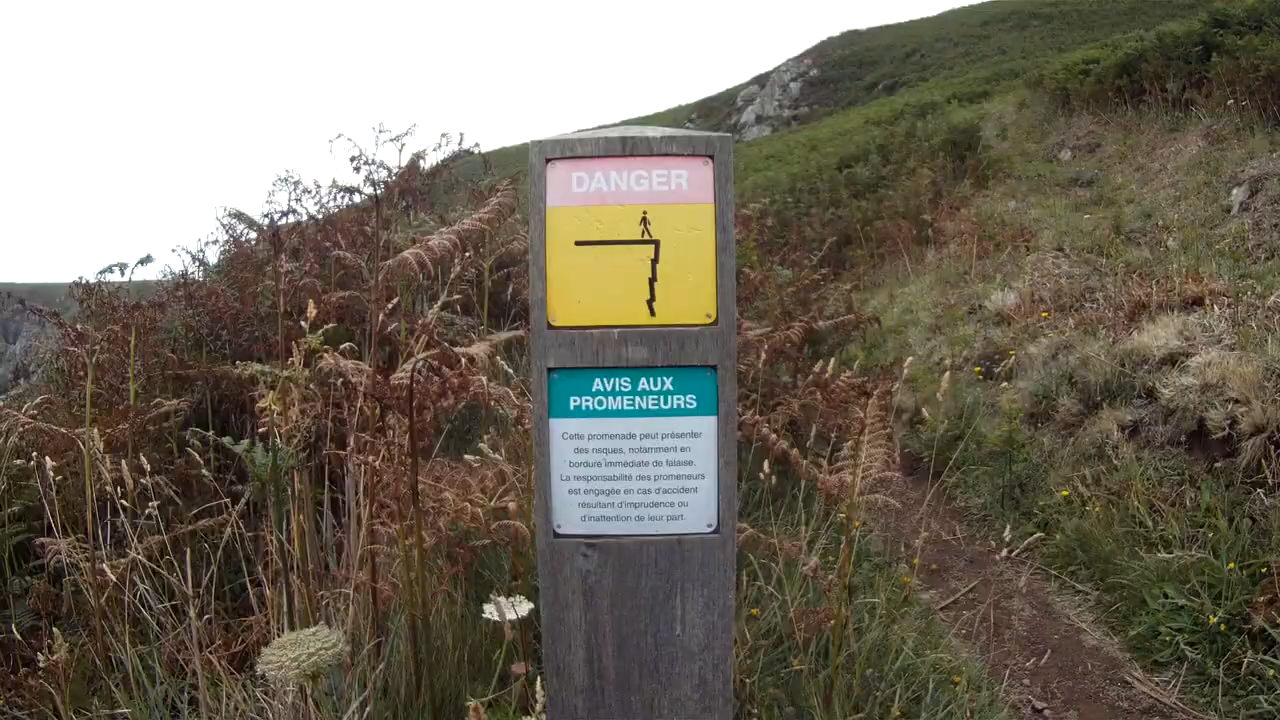 DANGER
AVIS AUX
PROMENEURS
Cette promenade peut présenter
des risques, notamment en
bordure immédiate de falaise.
La responsabilité des promeneurs
est engagée en cas d'accident
résultant d'imprudence ou
d'inattention de leur part.